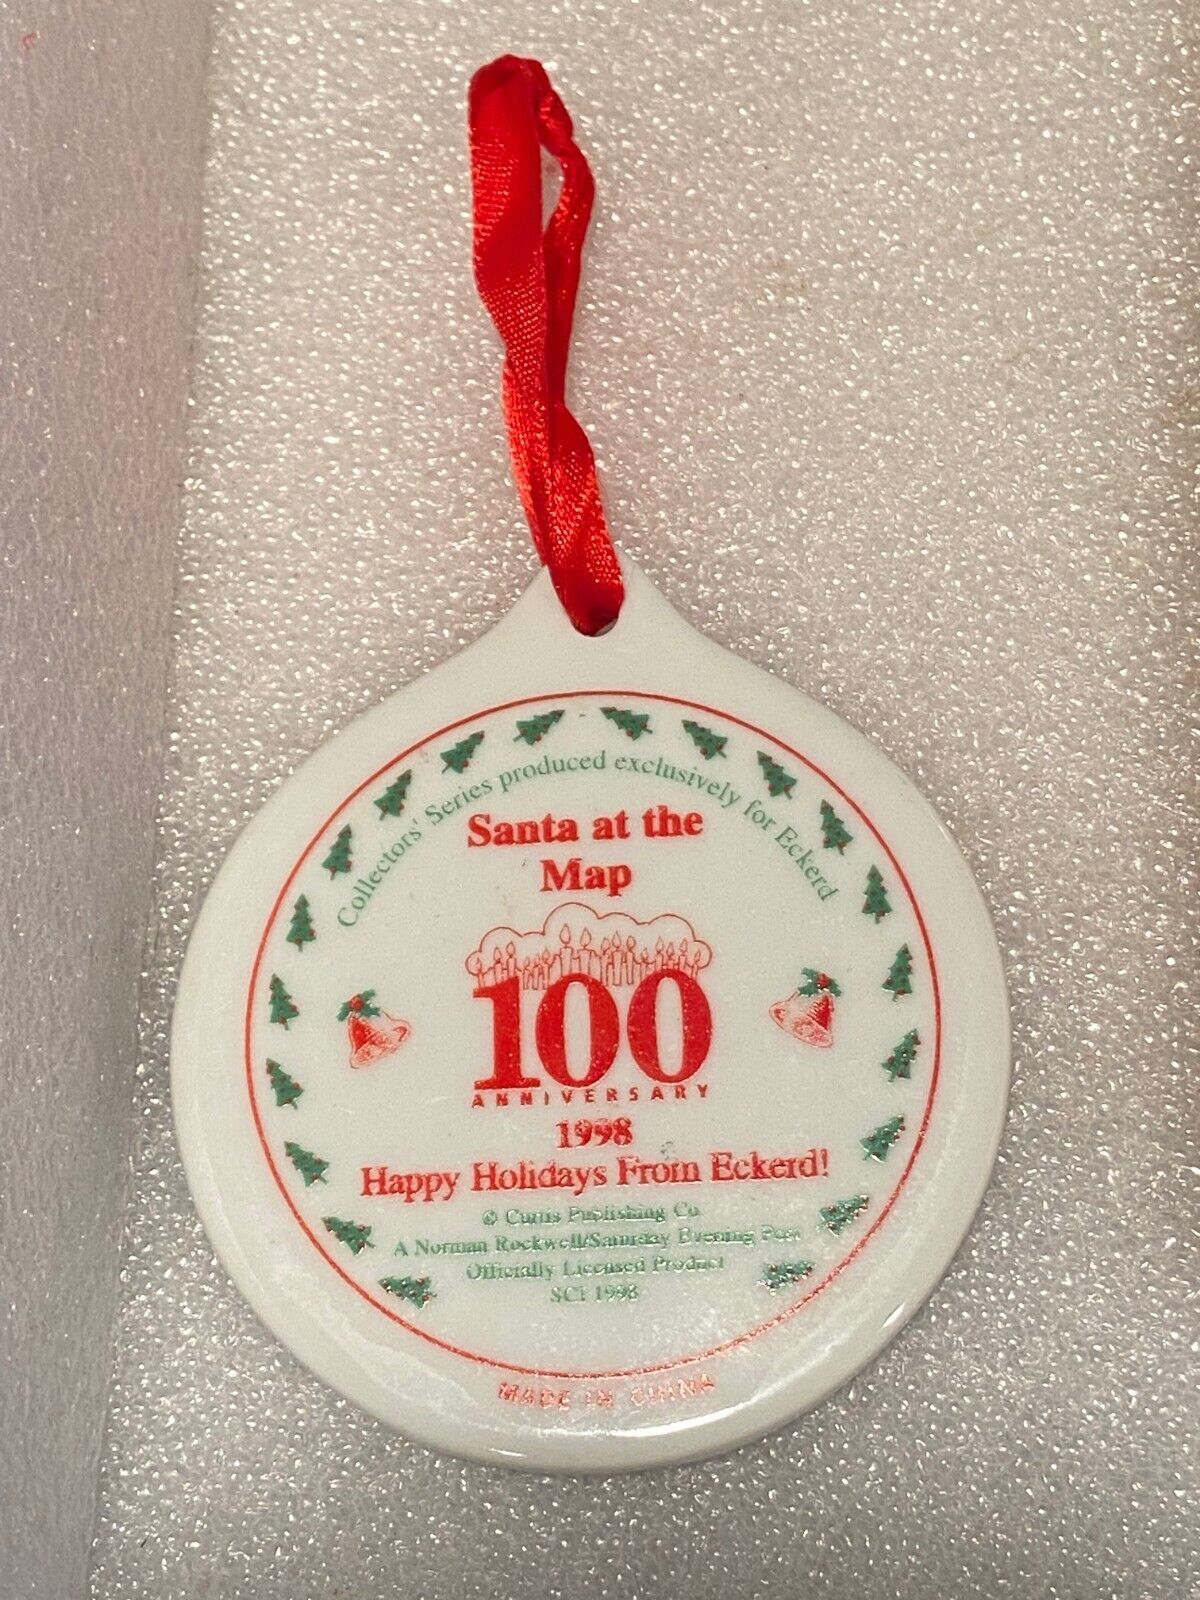 Collectors' Series produced exclusively for Eckerd
Santa at the
Map
100
ANNIVERSARY
1998
Happy Holidays From Eckerd!
© Curtis Publishing Co.
A Norman Rockwell/Saturday Evening Post
Officially Licensed Product
SCI 1998
MADE IN CHINA